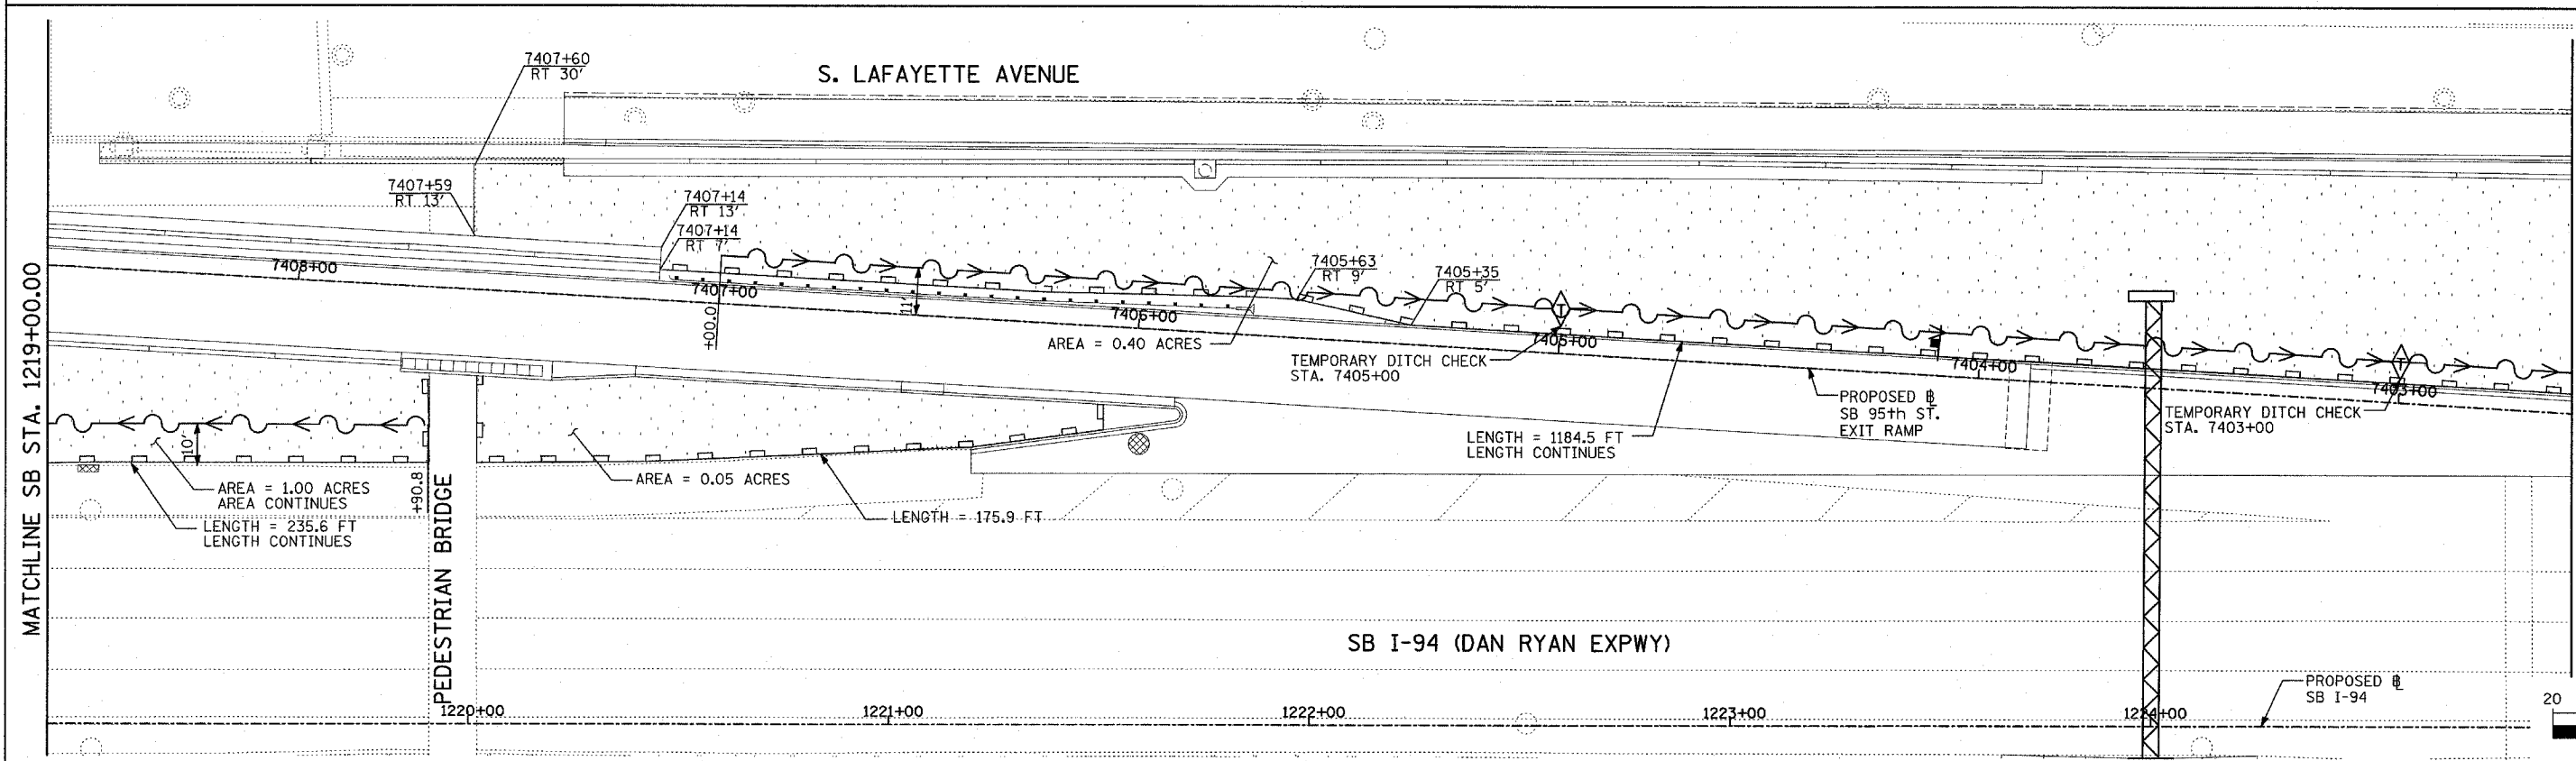 7407+60
RT 30'
S. LAFAYETTE AVENUE
7407+59
RT 13'
7407+14
RT 13'
7407+14
RT 7'
7408+00
7407+00
+00.0
11'
7406+00
AREA = 0.40 ACRES
7405+63
RT 9'
7405+35
RT 5'
T
7405+00
TEMPORARY DITCH CHECK
STA. 7405+00
7404+00
PROPOSED ℄
SB 95th ST.
EXIT RAMP
T
7403+00
TEMPORARY DITCH CHECK
STA. 7403+00
LENGTH = 1184.5 FT
LENGTH CONTINUES
MATCHLINE SB STA. 1219+00.00
10'
AREA = 1.00 ACRES
AREA CONTINUES
LENGTH = 235.6 FT
LENGTH CONTINUES
+90.8
PEDESTRIAN BRIDGE
AREA = 0.05 ACRES
LENGTH = 175.9 FT
SB I-94 (DAN RYAN EXPWY)
PROPOSED ℄
SB I-94
20
1220+00
1221+00
1222+00
1223+00
1224+00